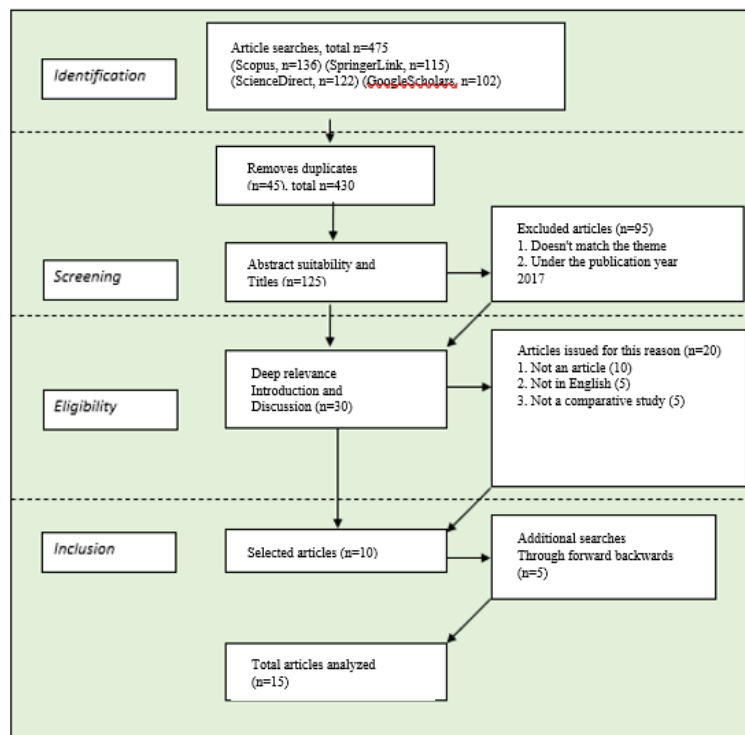 Identification
Article searches, total n=475
(Scopus, n=136) (SpringerLink, n=115)
(ScienceDirect, n=122) (GoogleScholars, n=102)
Removes duplicates
(n=45), total n=430
Screening
Abstract suitability and
Titles (n=125)
Excluded articles (n=95)
1. Doesn't match the theme
2. Under the publication year
2017
Eligibility
Deep relevance
Introduction and
Discussion (n=30)
Articles issued for this reason (n=20)
1. Not an article (10)
2. Not in English (5)
3. Not a comparative study (5)
Inclusion
Selected articles (n=10)
Additional searches
Through forward backwards
(n=5)
Total articles analyzed
(n=15)